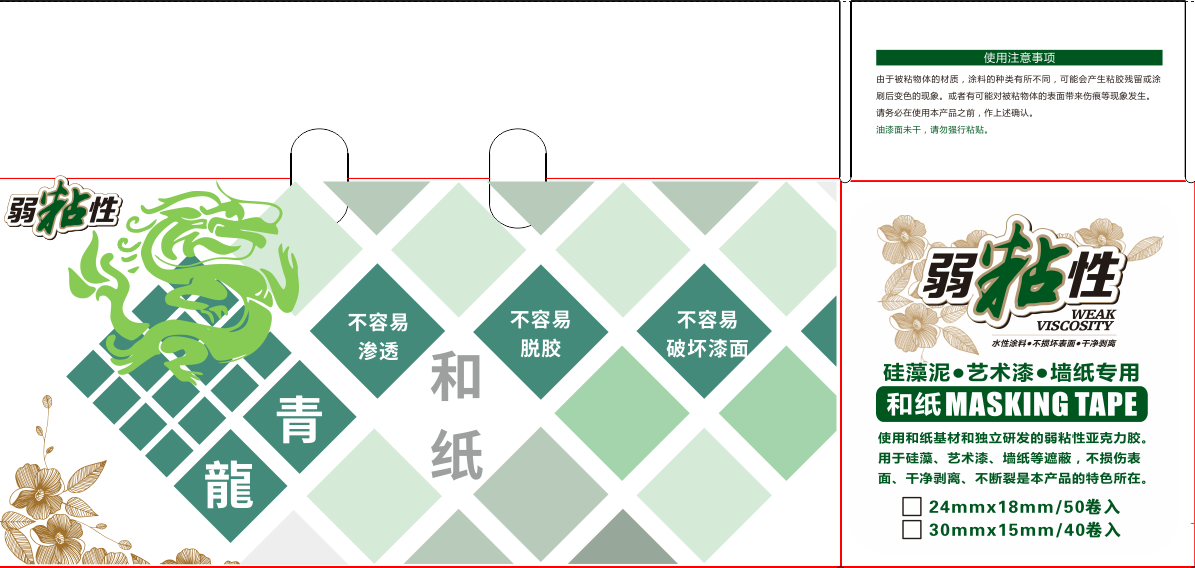 使用注意事项
由于被粘物体的材质，涂料的种类有所不同，可能会产生粘胶残留或涂
刷后变色的现象。或者有可能对被粘物体的表面带来伤痕等现象发生。
请务必在使用本产品之前，作上述确认。
油漆面未干，请勿强行粘贴。
弱粘性
不容易
渗透
不容易
脱胶
不容易
破坏漆面
和
纸
青
龍
弱粘性
WEAK
VISCOSITY
水性涂料●不损坏表面●干净剥离
硅藻泥●艺术漆●墙纸专用
和纸MASKING TAPE
使用和纸基材和独立研发的弱粘性亚克力胶。
用于硅藻、艺术漆、墙纸等遮蔽，不损伤表
面、干净剥离、不断裂是本产品的特色所在。
24mmx18mm/50卷入
30mmx15mm/40卷入